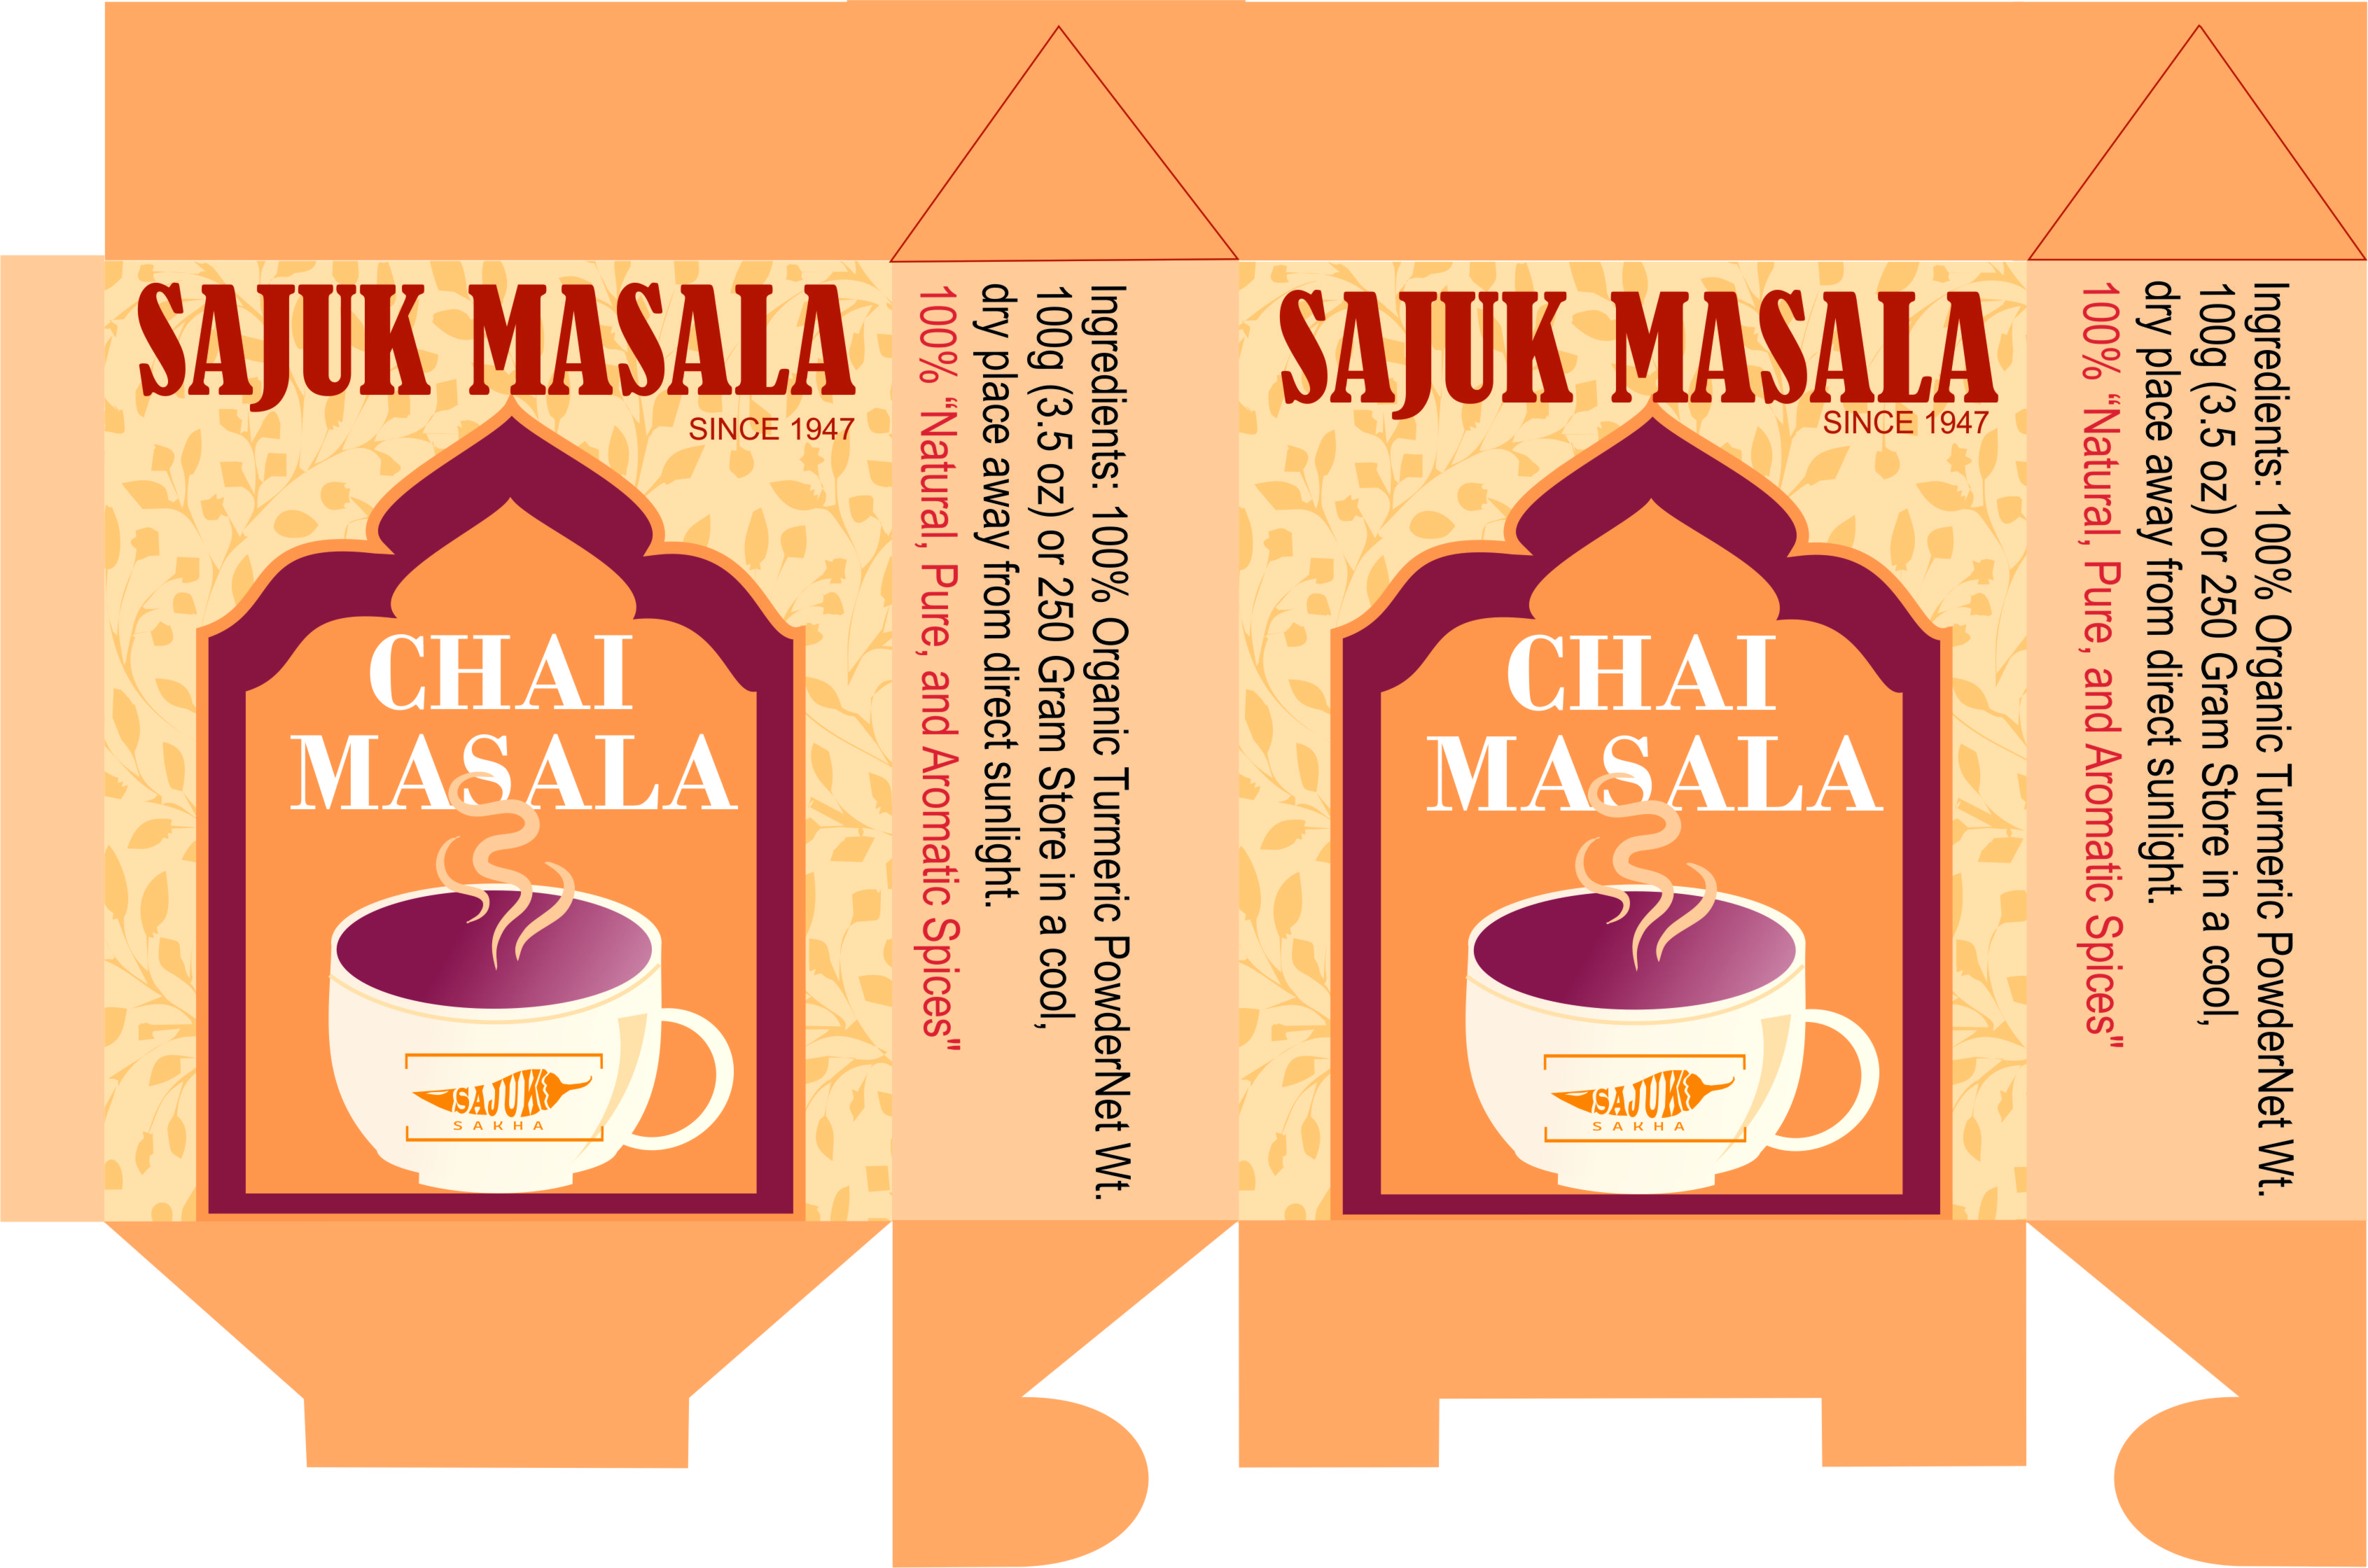 SAJUK MASALA
SINCE 1947
CHAI
MASALA
SAJUK
SAKHA
Ingredients: 100% Organic Turmeric PowderNet Wt.
100g (3.5 oz) or 250 Gram Store in a cool,
dry place away from direct sunlight.
100% “Natural, Pure, and Aromatic Spices"
SAJUK MASALA
SINCE 1947
CHAI
MASALA
SAJUK
SAKHA
Ingredients: 100% Organic Turmeric PowderNet Wt.
100g (3.5 oz) or 250 Gram Store in a cool,
dry place away from direct sunlight.
100% “Natural, Pure, and Aromatic Spices"